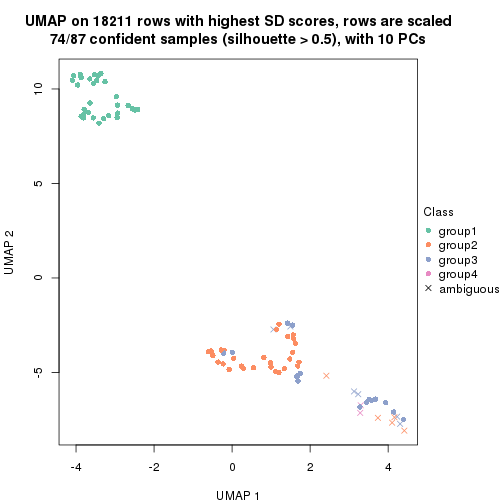 UMAP on 18211 rows with highest SD scores, rows are scaled
74/87 confident samples (silhouette > 0.5), with 10 PCs
10
5
0
-5
UMAP 2
-4
-2
0
2
4
UMAP 1
Class
group1
group2
group3
group4
ambiguous